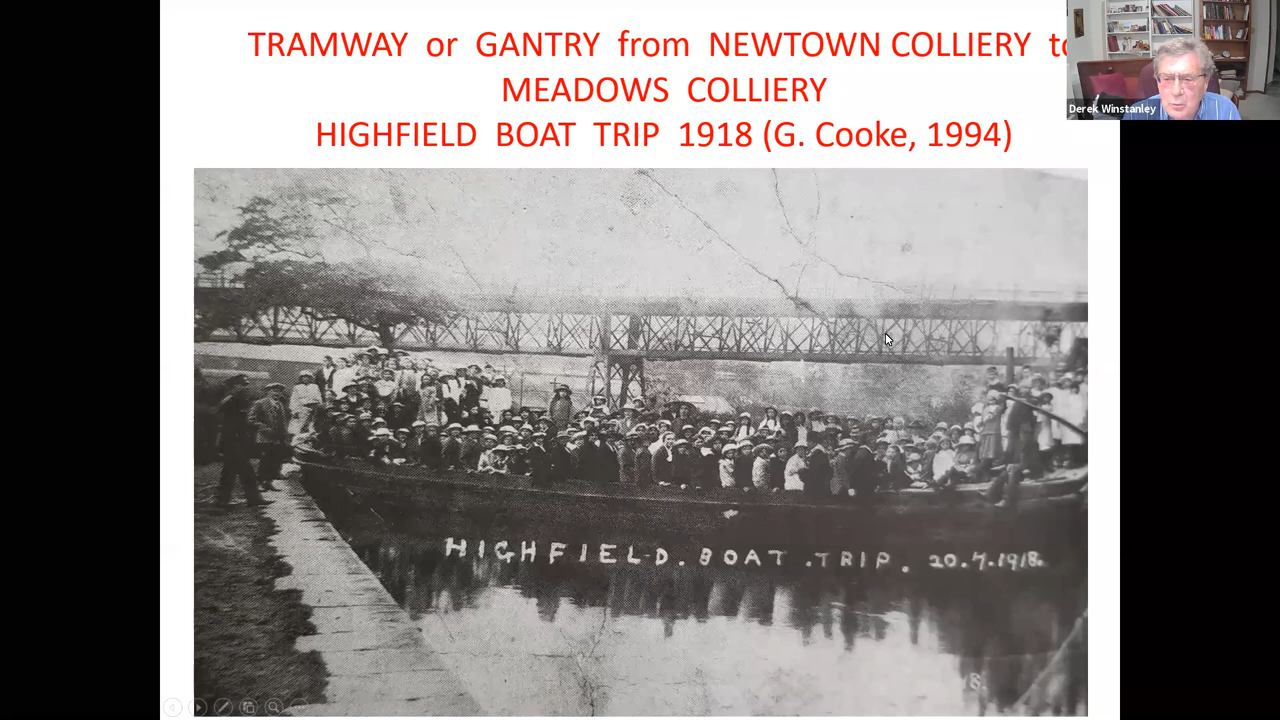 TRAMWAY or GANTRY from NEWTOWN COLLIERY to
MEADOWS COLLIERY
HIGHFIELD BOAT TRIP 1918 (G. Cooke, 1994)
Derek Winstanley
HIGHFIELD. BOAT .TRIP. 20.7.1918.
8.